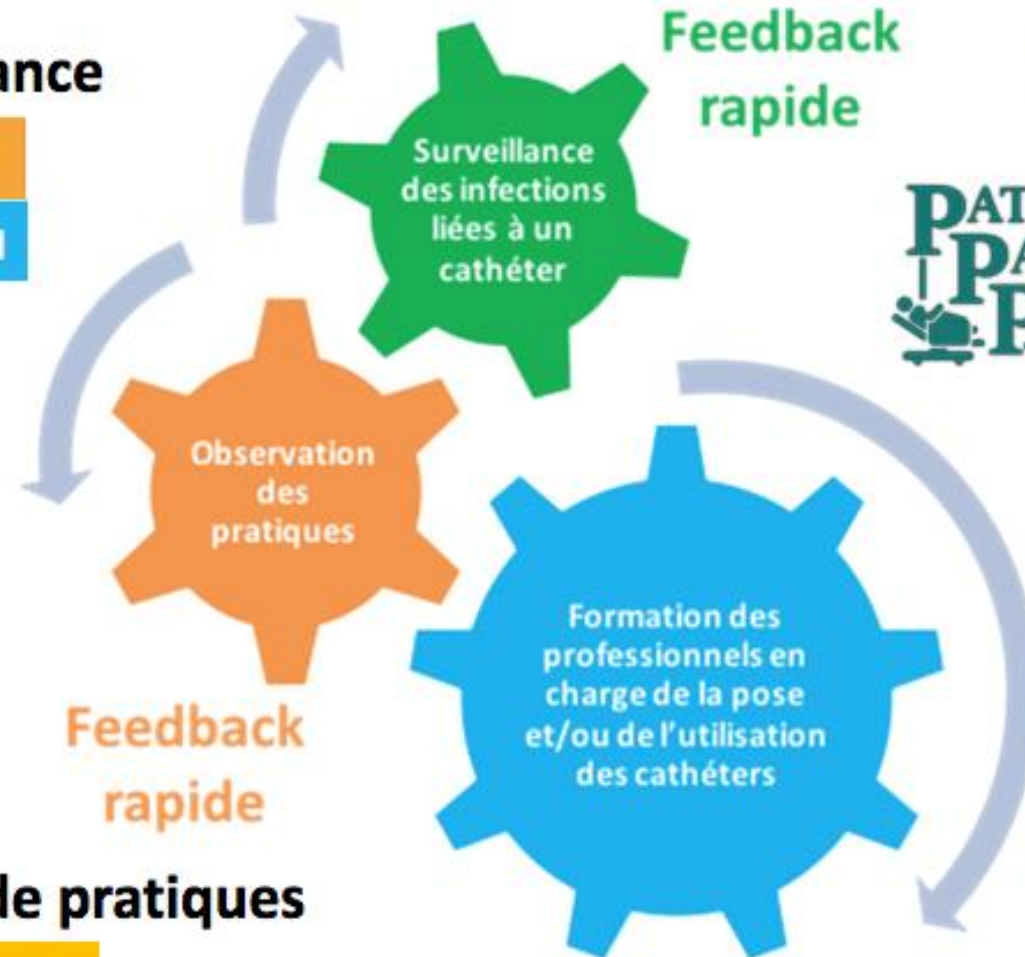 Feedback
rapide
Surveillance
des infections
liées à un
cathéter
Observation
des
pratiques
Feedback
rapide
Formation des
professionnels en
charge de la pose
et/ou de l'utilisation
des cathéters
de pratiques